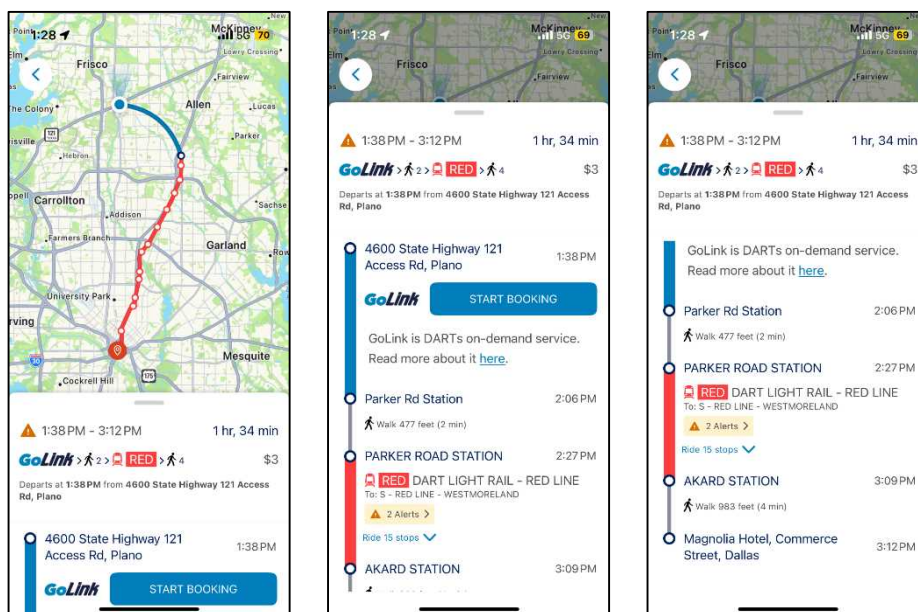 1:28
5G 70
McKinney
Frisco
Lowry Crossing
Fairview
The Colony
Allen
Lucas
121
Parker
Hebron
Carrollton
Addison
Sachse
Farmers Branch
Garland
University Park
Irving
30
Mesquite
175
Cockrell Hill
1:38 PM - 3:12 PM 1 hr, 34 min
GoLink > 2 > RED > 4 $3
Departs at 1:38PM from 4600 State Highway 121 Access
Rd, Plano
4600 State Highway 121
Access Rd, Plano
1:38 PM
GoLink START BOOKING
1:28
5G 69
McKinney
Lowry Crossing
Frisco
Fairview
1:38 PM - 3:12 PM 1 hr, 34 min
GoLink > 2 > RED > 4 $3
Departs at 1:38PM from 4600 State Highway 121 Access
Rd, Plano
4600 State Highway 121
Access Rd, Plano
1:38 PM
GoLink START BOOKING
GoLink is DARTs on-demand service.
Read more about it here.
Parker Rd Station 2:06 PM
Walk 477 feet (2 min)
PARKER ROAD STATION 2:27 PM
RED DART LIGHT RAIL - RED LINE
To: S - RED LINE - WESTMORELAND
2 Alerts >
Ride 15 stops
AKARD STATION 3:09 PM
1:28
5G 69
McKinney
Lowry Crossing
Frisco
Fairview
1:38 PM - 3:12 PM 1 hr, 34 min
GoLink > 2 > RED > 4 $3
Departs at 1:38PM from 4600 State Highway 121 Access
Rd, Plano
GoLink is DARTs on-demand service.
Read more about it here.
Parker Rd Station 2:06 PM
Walk 477 feet (2 min)
PARKER ROAD STATION 2:27 PM
RED DART LIGHT RAIL - RED LINE
To: S - RED LINE - WESTMORELAND
2 Alerts >
Ride 15 stops
AKARD STATION 3:09 PM
Walk 983 feet (4 min)
Magnolia Hotel, Commerce
Street, Dallas
3:12 PM